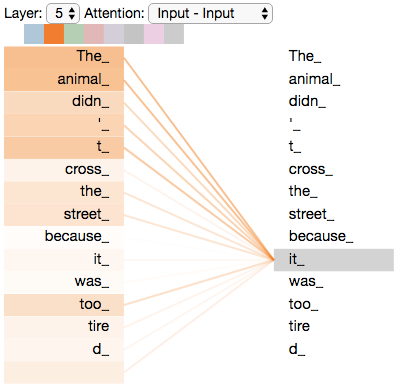 Layer: 5 Attention: Input - Input
The_ The_
animal_ animal_
didn_ didn_
'_ '_
t_ t_
cross_ cross_
the_ the_
street_ street_
because_ because_
it_ it_
was_ was_
too_ too_
tire tire
d_ d_